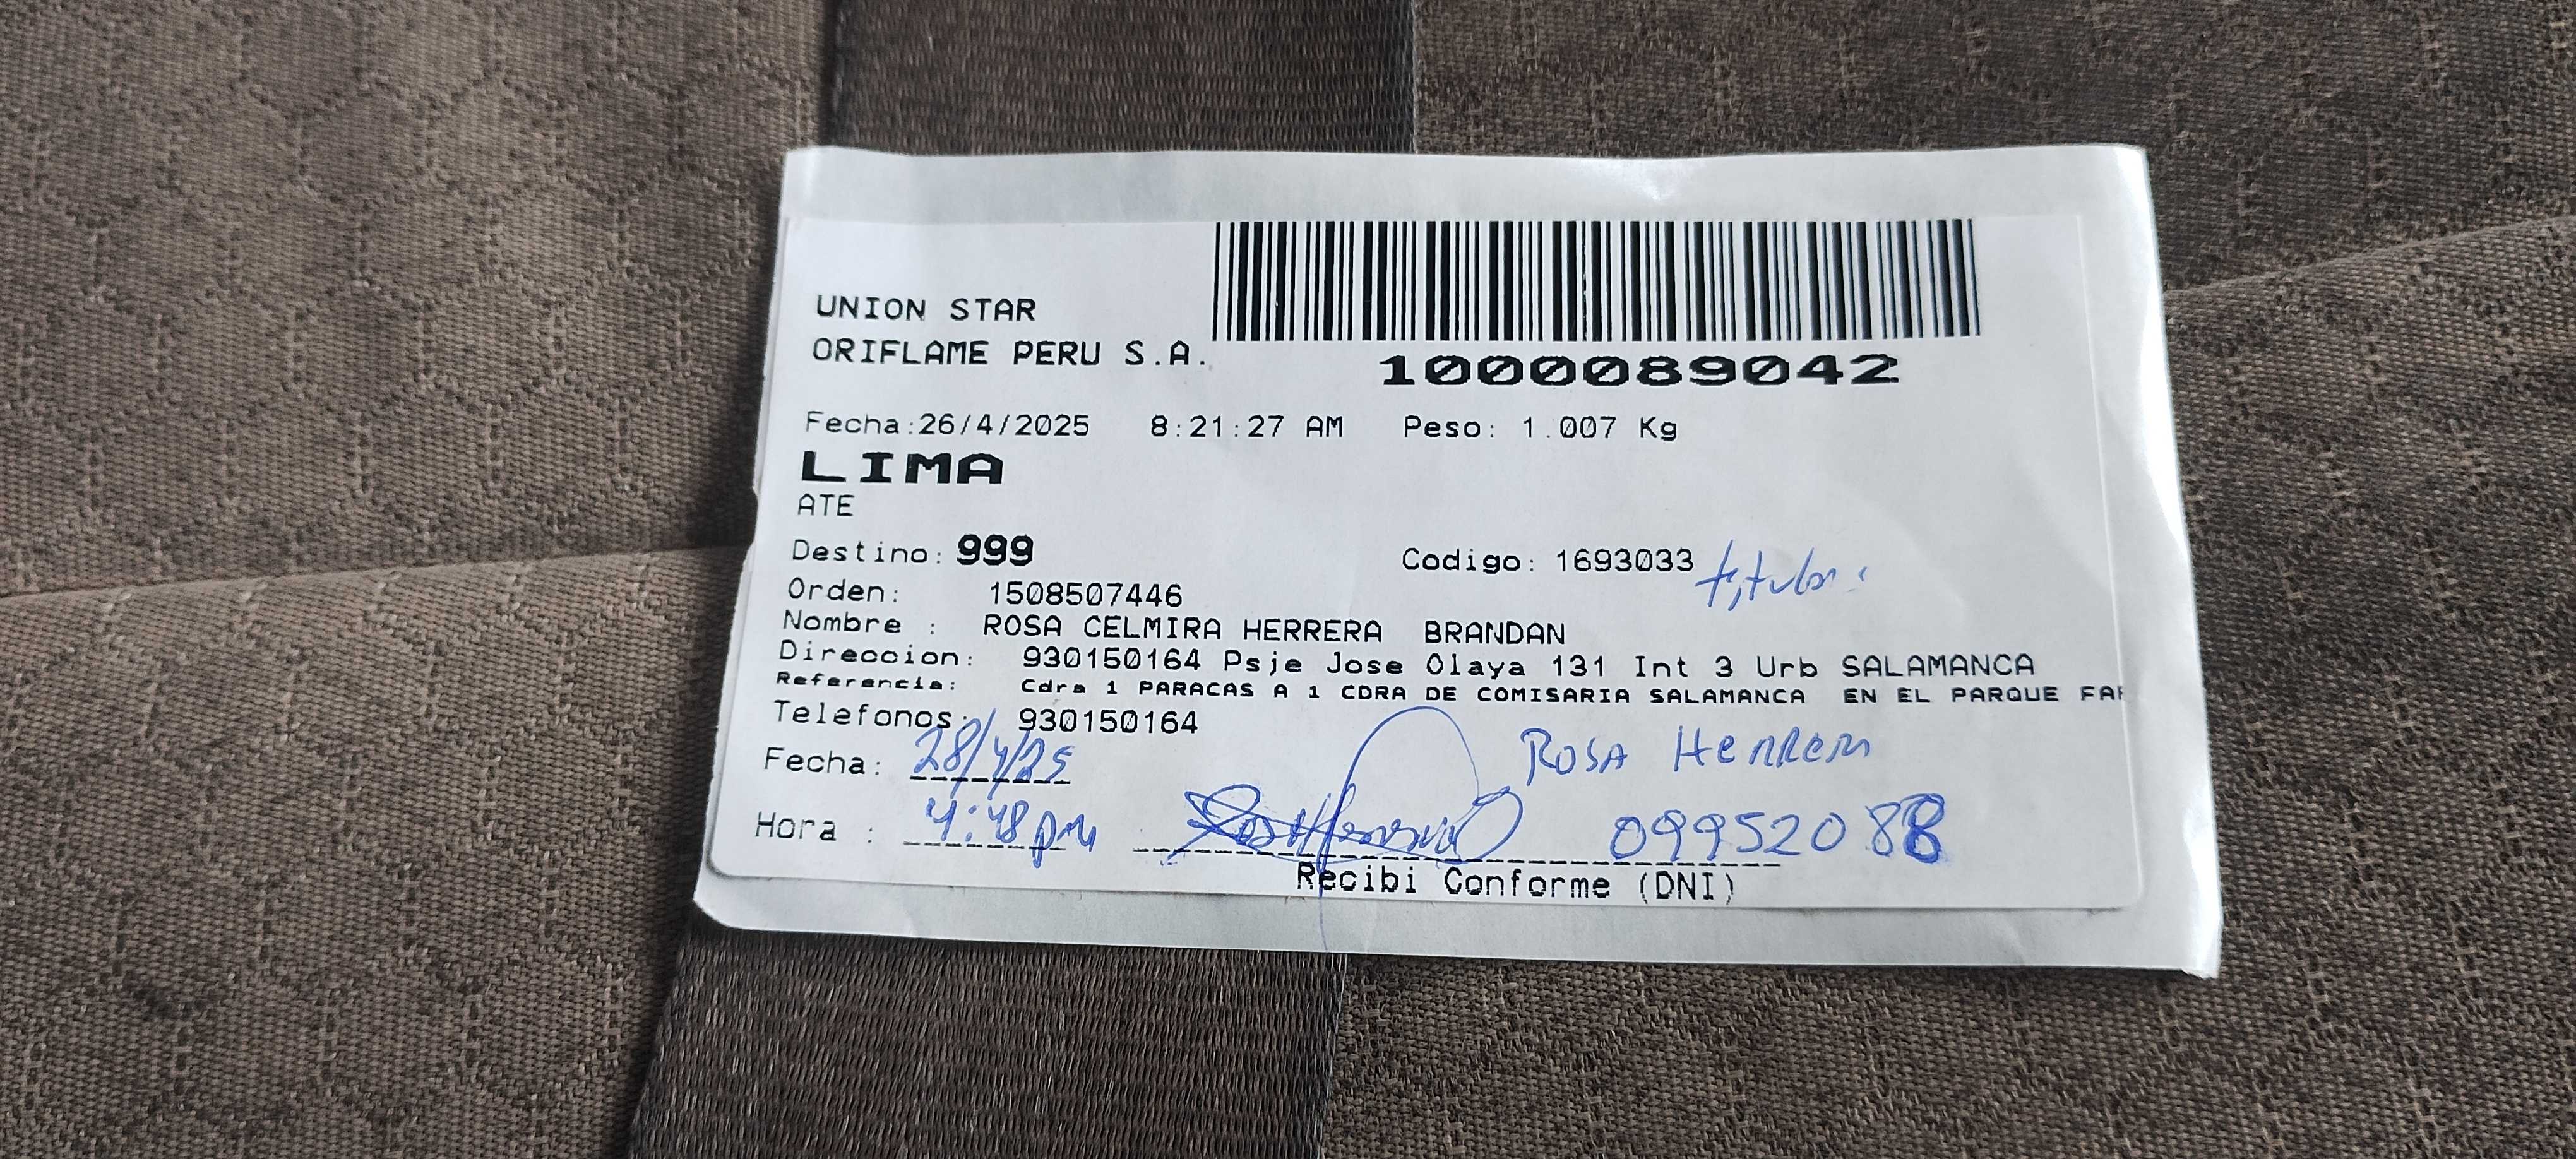 UNION STAR
ORIFLAME PERU S.A.
1000089042
Fecha:26/4/2025 8:21:27 AM Peso: 1.007 Kg
LIMA
ATE
Destino: 999 Codigo: 1693033 titular
Orden: 1508507446
Nombre : ROSA CELMIRA HERRERA BRANDAN
Direccion: 930150164 Psje Jose Olaya 131 Int 3 Urb SALAMANCA
Referencia: Cdra 1 PARACAS A 1 CDRA DE COMISARIA SALAMANCA EN EL PARQUE
Telefonos: 930150164
Fecha: 28/4/25 ROSA HERRERA
Hora : 4:48 pm 09952088
Recibi Conforme (DNI)